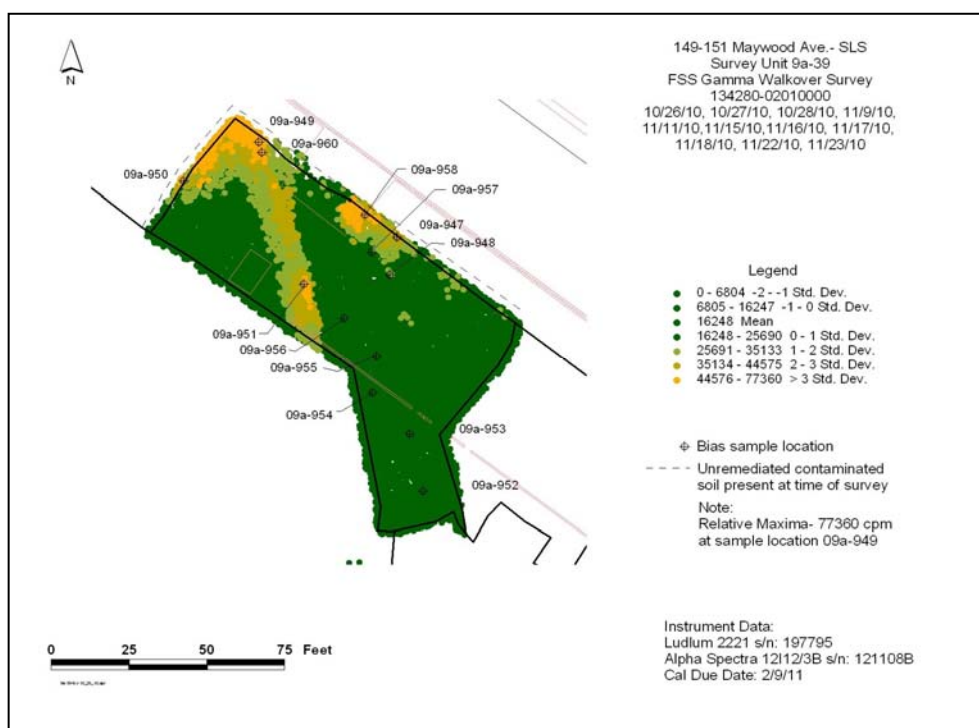 149-151 Maywood Ave.- SLS
Survey Unit 9a-39
FSS Gamma Walkover Survey
134280-02010000
10/26/10, 10/27/10, 10/28/10, 11/9/10,
11/11/10,11/15/10,11/16/10, 11/17/10,
11/18/10, 11/22/10, 11/23/10
N
09a-949
09a-960
09a-950
09a-958
09a-957
09a-947
09a-948
09a-951
09a-956
09a-955
09a-954
09a-953
09a-952
Legend
0 - 6804 -2 - -1 Std. Dev.
6805 - 16247 -1 - 0 Std. Dev.
16248 Mean
16248 - 25690 0 - 1 Std. Dev.
25691 - 35133 1 - 2 Std. Dev.
35134 - 44575 2 - 3 Std. Dev.
44576 - 77360 > 3 Std. Dev.
Bias sample location
Unremediated contaminated
soil present at time of survey
Note:
Relative Maxima- 77360 cpm
at sample location 09a-949
Instrument Data:
Ludlum 2221 s/n: 197795
Alpha Spectra 12I12/3B s/n: 121108B
Cal Due Date: 2/9/11
0 25 50 75 Feet